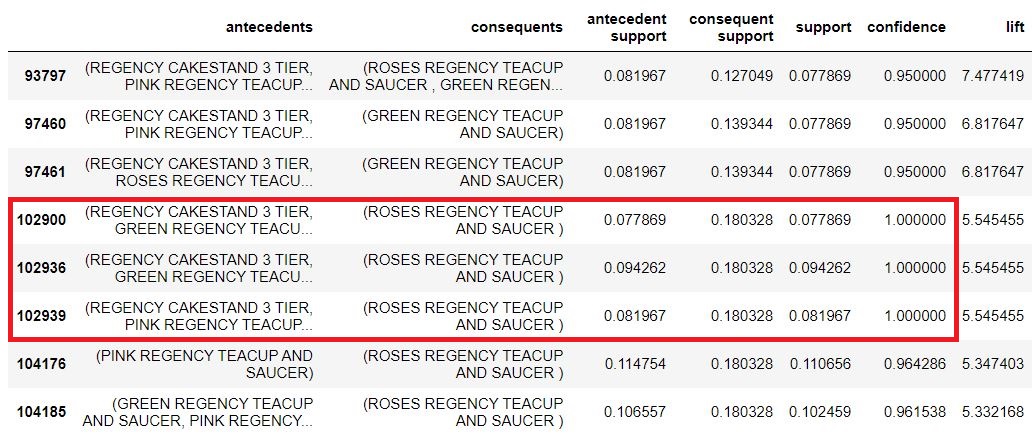 antecedents consequents antecedent support consequent support support confidence lift
93797 (REGENCY CAKESTAND 3 TIER, PINK REGENCY TEACUP... (ROSES REGENCY TEACUP AND SAUCER , GREEN REGEN... 0.081967 0.127049 0.077869 0.950000 7.477419
97460 (REGENCY CAKESTAND 3 TIER, PINK REGENCY TEACUP... (GREEN REGENCY TEACUP AND SAUCER) 0.081967 0.139344 0.077869 0.950000 6.817647
97461 (REGENCY CAKESTAND 3 TIER, ROSES REGENCY TEACU... (GREEN REGENCY TEACUP AND SAUCER) 0.081967 0.139344 0.077869 0.950000 6.817647
102900 (REGENCY CAKESTAND 3 TIER, GREEN REGENCY TEACU... (ROSES REGENCY TEACUP AND SAUCER ) 0.077869 0.180328 0.077869 1.000000 5.545455
102936 (REGENCY CAKESTAND 3 TIER, GREEN REGENCY TEACU... (ROSES REGENCY TEACUP AND SAUCER ) 0.094262 0.180328 0.094262 1.000000 5.545455
102939 (REGENCY CAKESTAND 3 TIER, PINK REGENCY TEACUP... (ROSES REGENCY TEACUP AND SAUCER ) 0.081967 0.180328 0.081967 1.000000 5.545455
104176 (PINK REGENCY TEACUP AND SAUCER) (ROSES REGENCY TEACUP AND SAUCER ) 0.114754 0.180328 0.110656 0.964286 5.347403
104185 (GREEN REGENCY TEACUP AND SAUCER, PINK REGENCY... (ROSES REGENCY TEACUP AND SAUCER ) 0.106557 0.180328 0.102459 0.961538 5.332168